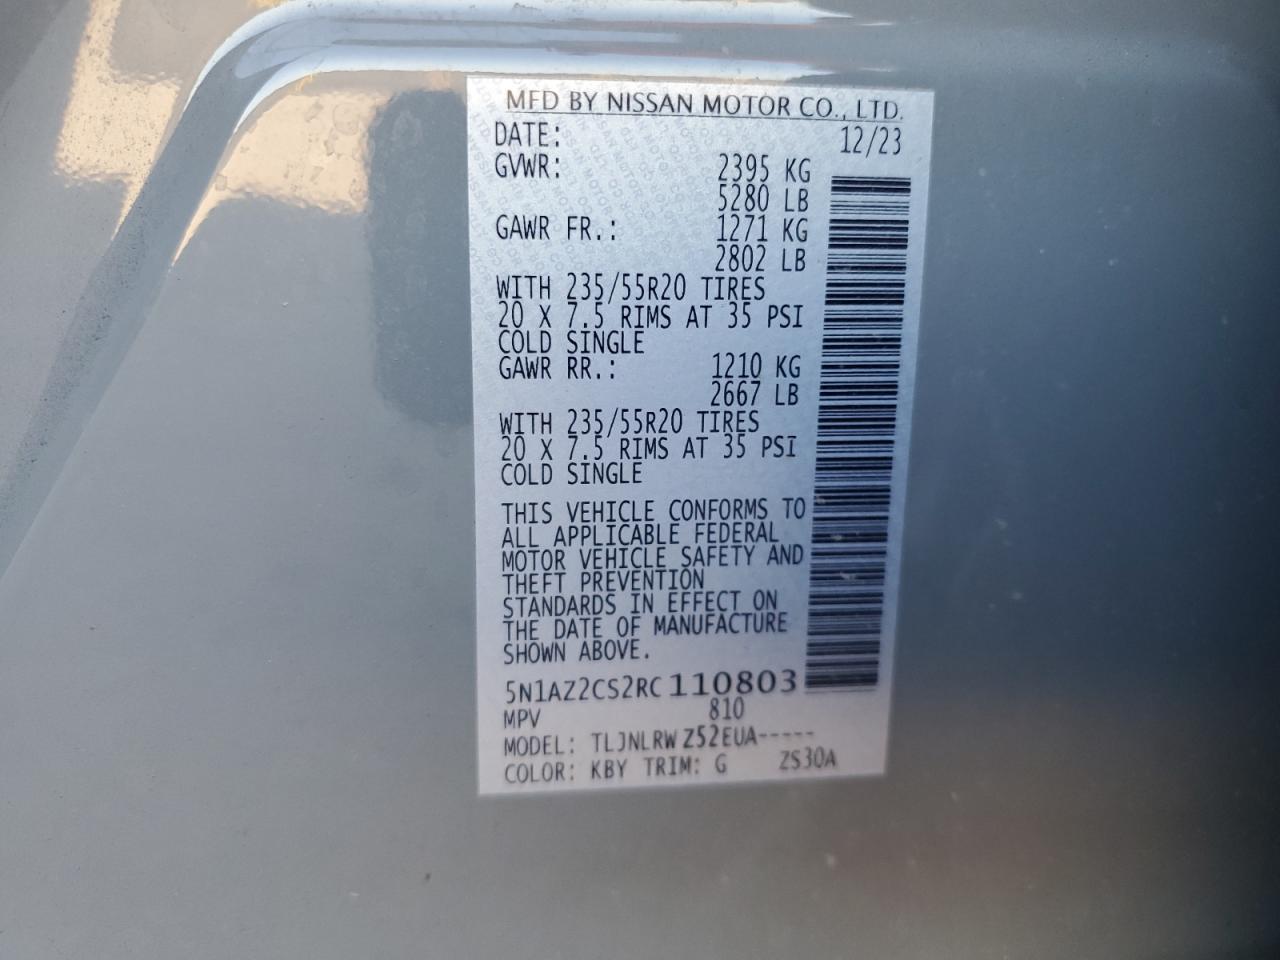 MFD BY NISSAN MOTOR CO., LTD.
DATE: 12/23
GVWR: 2395 KG
5280 LB
GAWR FR.: 1271 KG
2802 LB
WITH 235/55R20 TIRES
20 X 7.5 RIMS AT 35 PSI
COLD SINGLE
GAWR RR.: 1210 KG
2667 LB
WITH 235/55R20 TIRES
20 X 7.5 RIMS AT 35 PSI
COLD SINGLE
THIS VEHICLE CONFORMS TO
ALL APPLICABLE FEDERAL
MOTOR VEHICLE SAFETY AND
THEFT PREVENTION
STANDARDS IN EFFECT ON
THE DATE OF MANUFACTURE
SHOWN ABOVE.
5N1AZ2CS2RC110803
MPV 810
MODEL: TLJNLRW Z52EUA-----
COLOR: KBY TRIM: G ZS30A